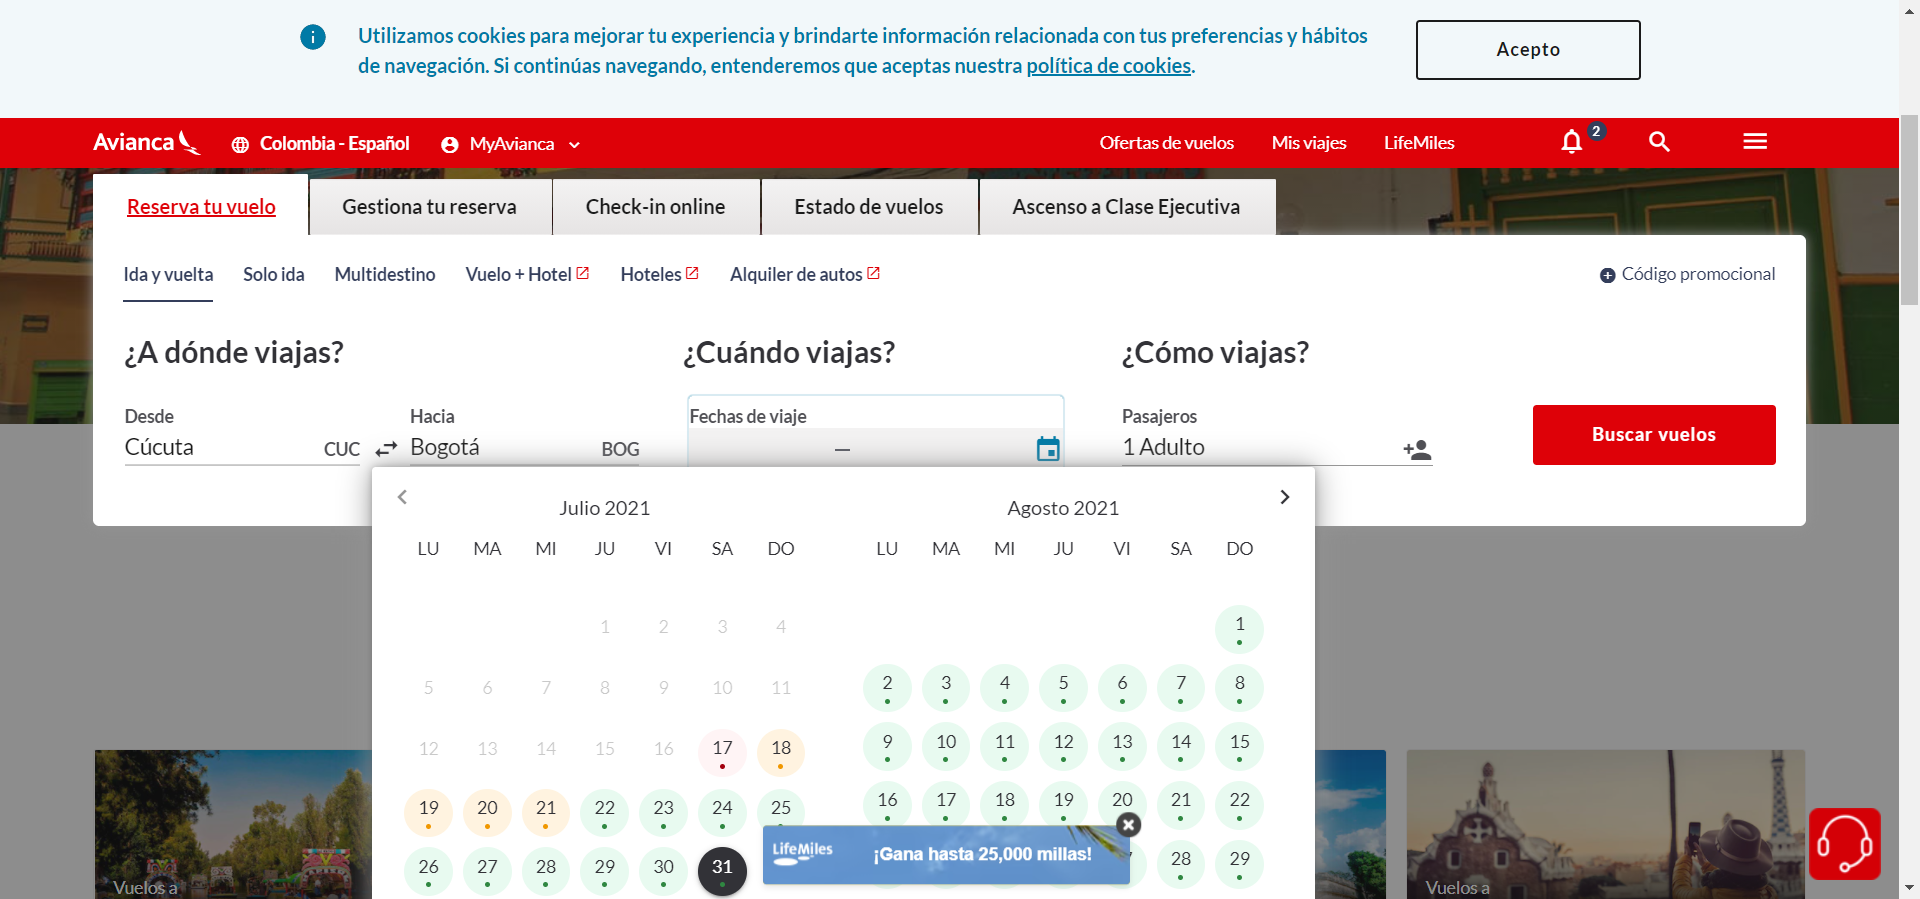 Utilizamos cookies para mejorar tu experiencia y brindarte información relacionada con tus preferencias y hábitos
de navegación. Si continúas navegando, entenderemos que aceptas nuestra política de cookies.
Acepto
Avianca
Colombia - Español
MyAvianca
Ofertas de vuelos
Mis viajes
LifeMiles
2
Reserva tu vuelo
Gestiona tu reserva
Check-in online
Estado de vuelos
Ascenso a Clase Ejecutiva
Ida y vuelta
Solo ida
Multidestino
Vuelo + Hotel
Hoteles
Alquiler de autos
Código promocional
¿A dónde viajas?
¿Cuándo viajas?
¿Cómo viajas?
Desde
Cúcuta CUC
Hacia
Bogotá BOG
Fechas de viaje
—
Pasajeros
1 Adulto
Buscar vuelos
Julio 2021
LU MA MI JU VI SA DO
1 2 3 4
5 6 7 8 9 10 11
12 13 14 15 16 17 18
19 20 21 22 23 24 25
26 27 28 29 30 31
Agosto 2021
LU MA MI JU VI SA DO
1
2 3 4 5 6 7 8
9 10 11 12 13 14 15
16 17 18 19 20 21 22
28 29
LifeMiles
¡Gana hasta 25,000 millas!
Vuelos a
Vuelos a